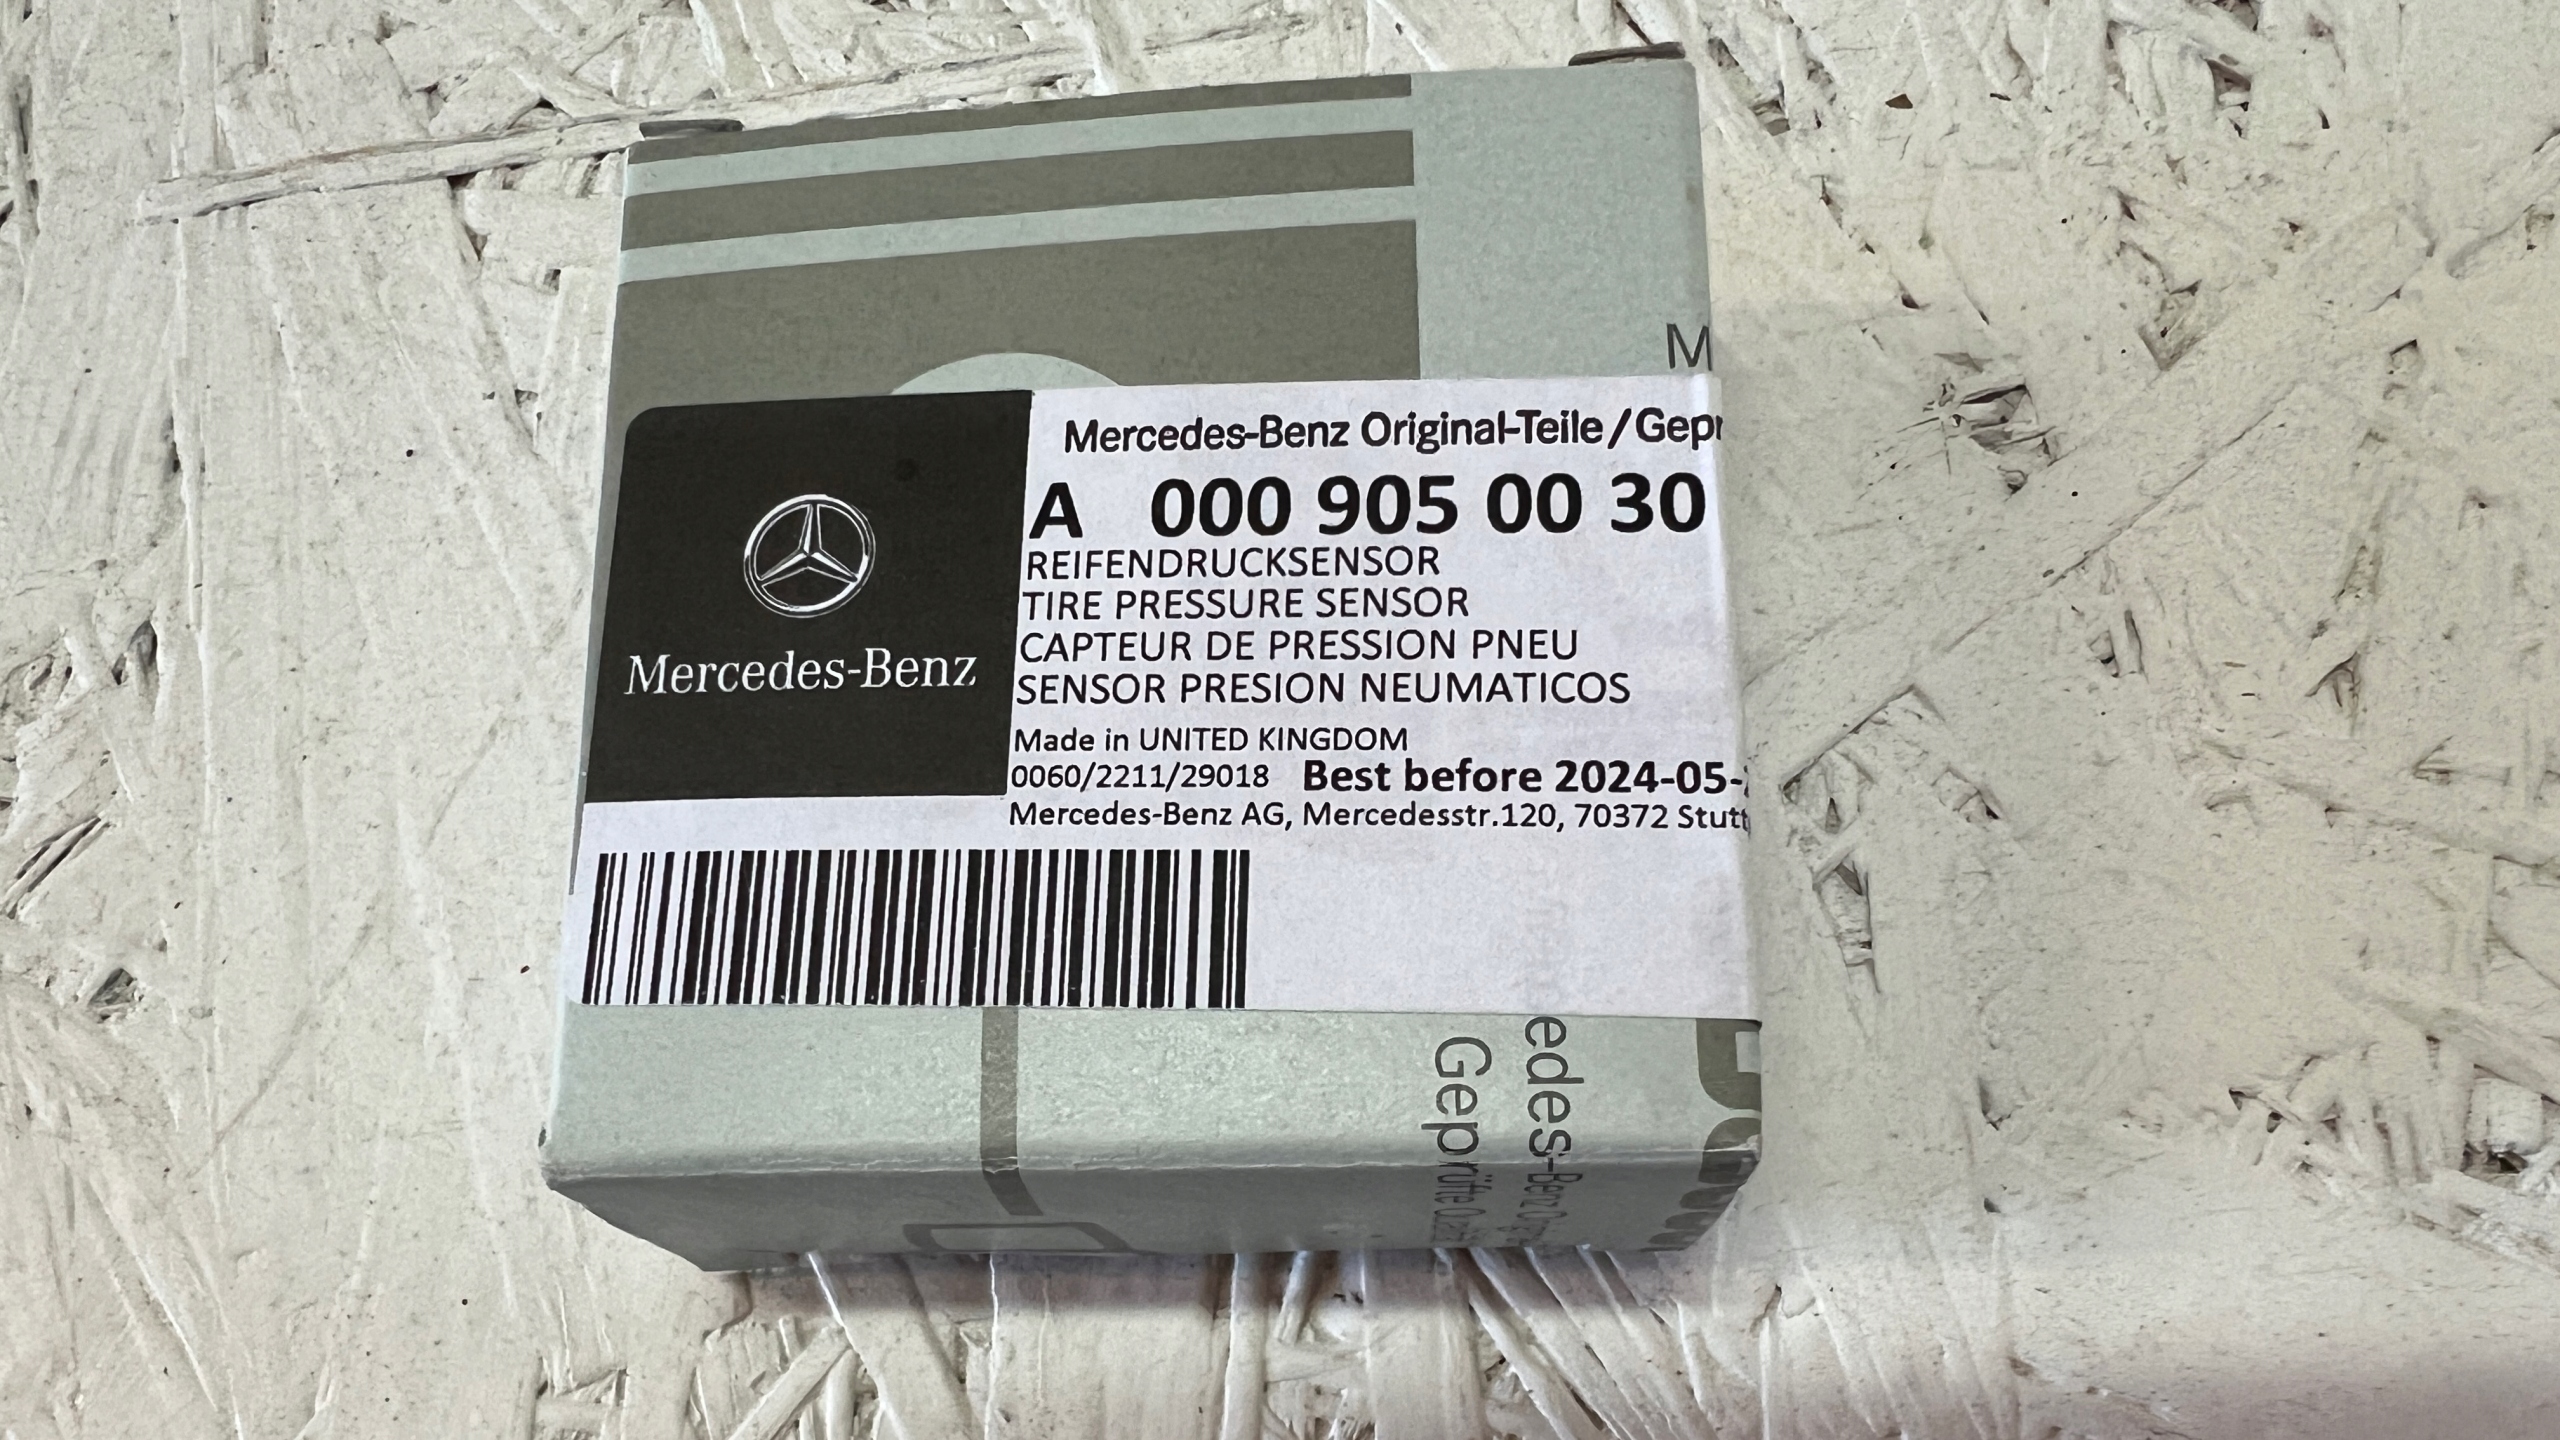 M
Mercedes-Benz Original-Teile/Gepr
A 000 905 00 30
REIFENDRUCKSENSOR
TIRE PRESSURE SENSOR
CAPTEUR DE PRESSION PNEU
SENSOR PRESION NEUMATICOS
Mercedes-Benz
Made in UNITED KINGDOM
0060/2211/29018 Best before 2024-05-
Mercedes-Benz AG, Mercedesstr.120, 70372 Stutt
edes-Benz
Geprüfte